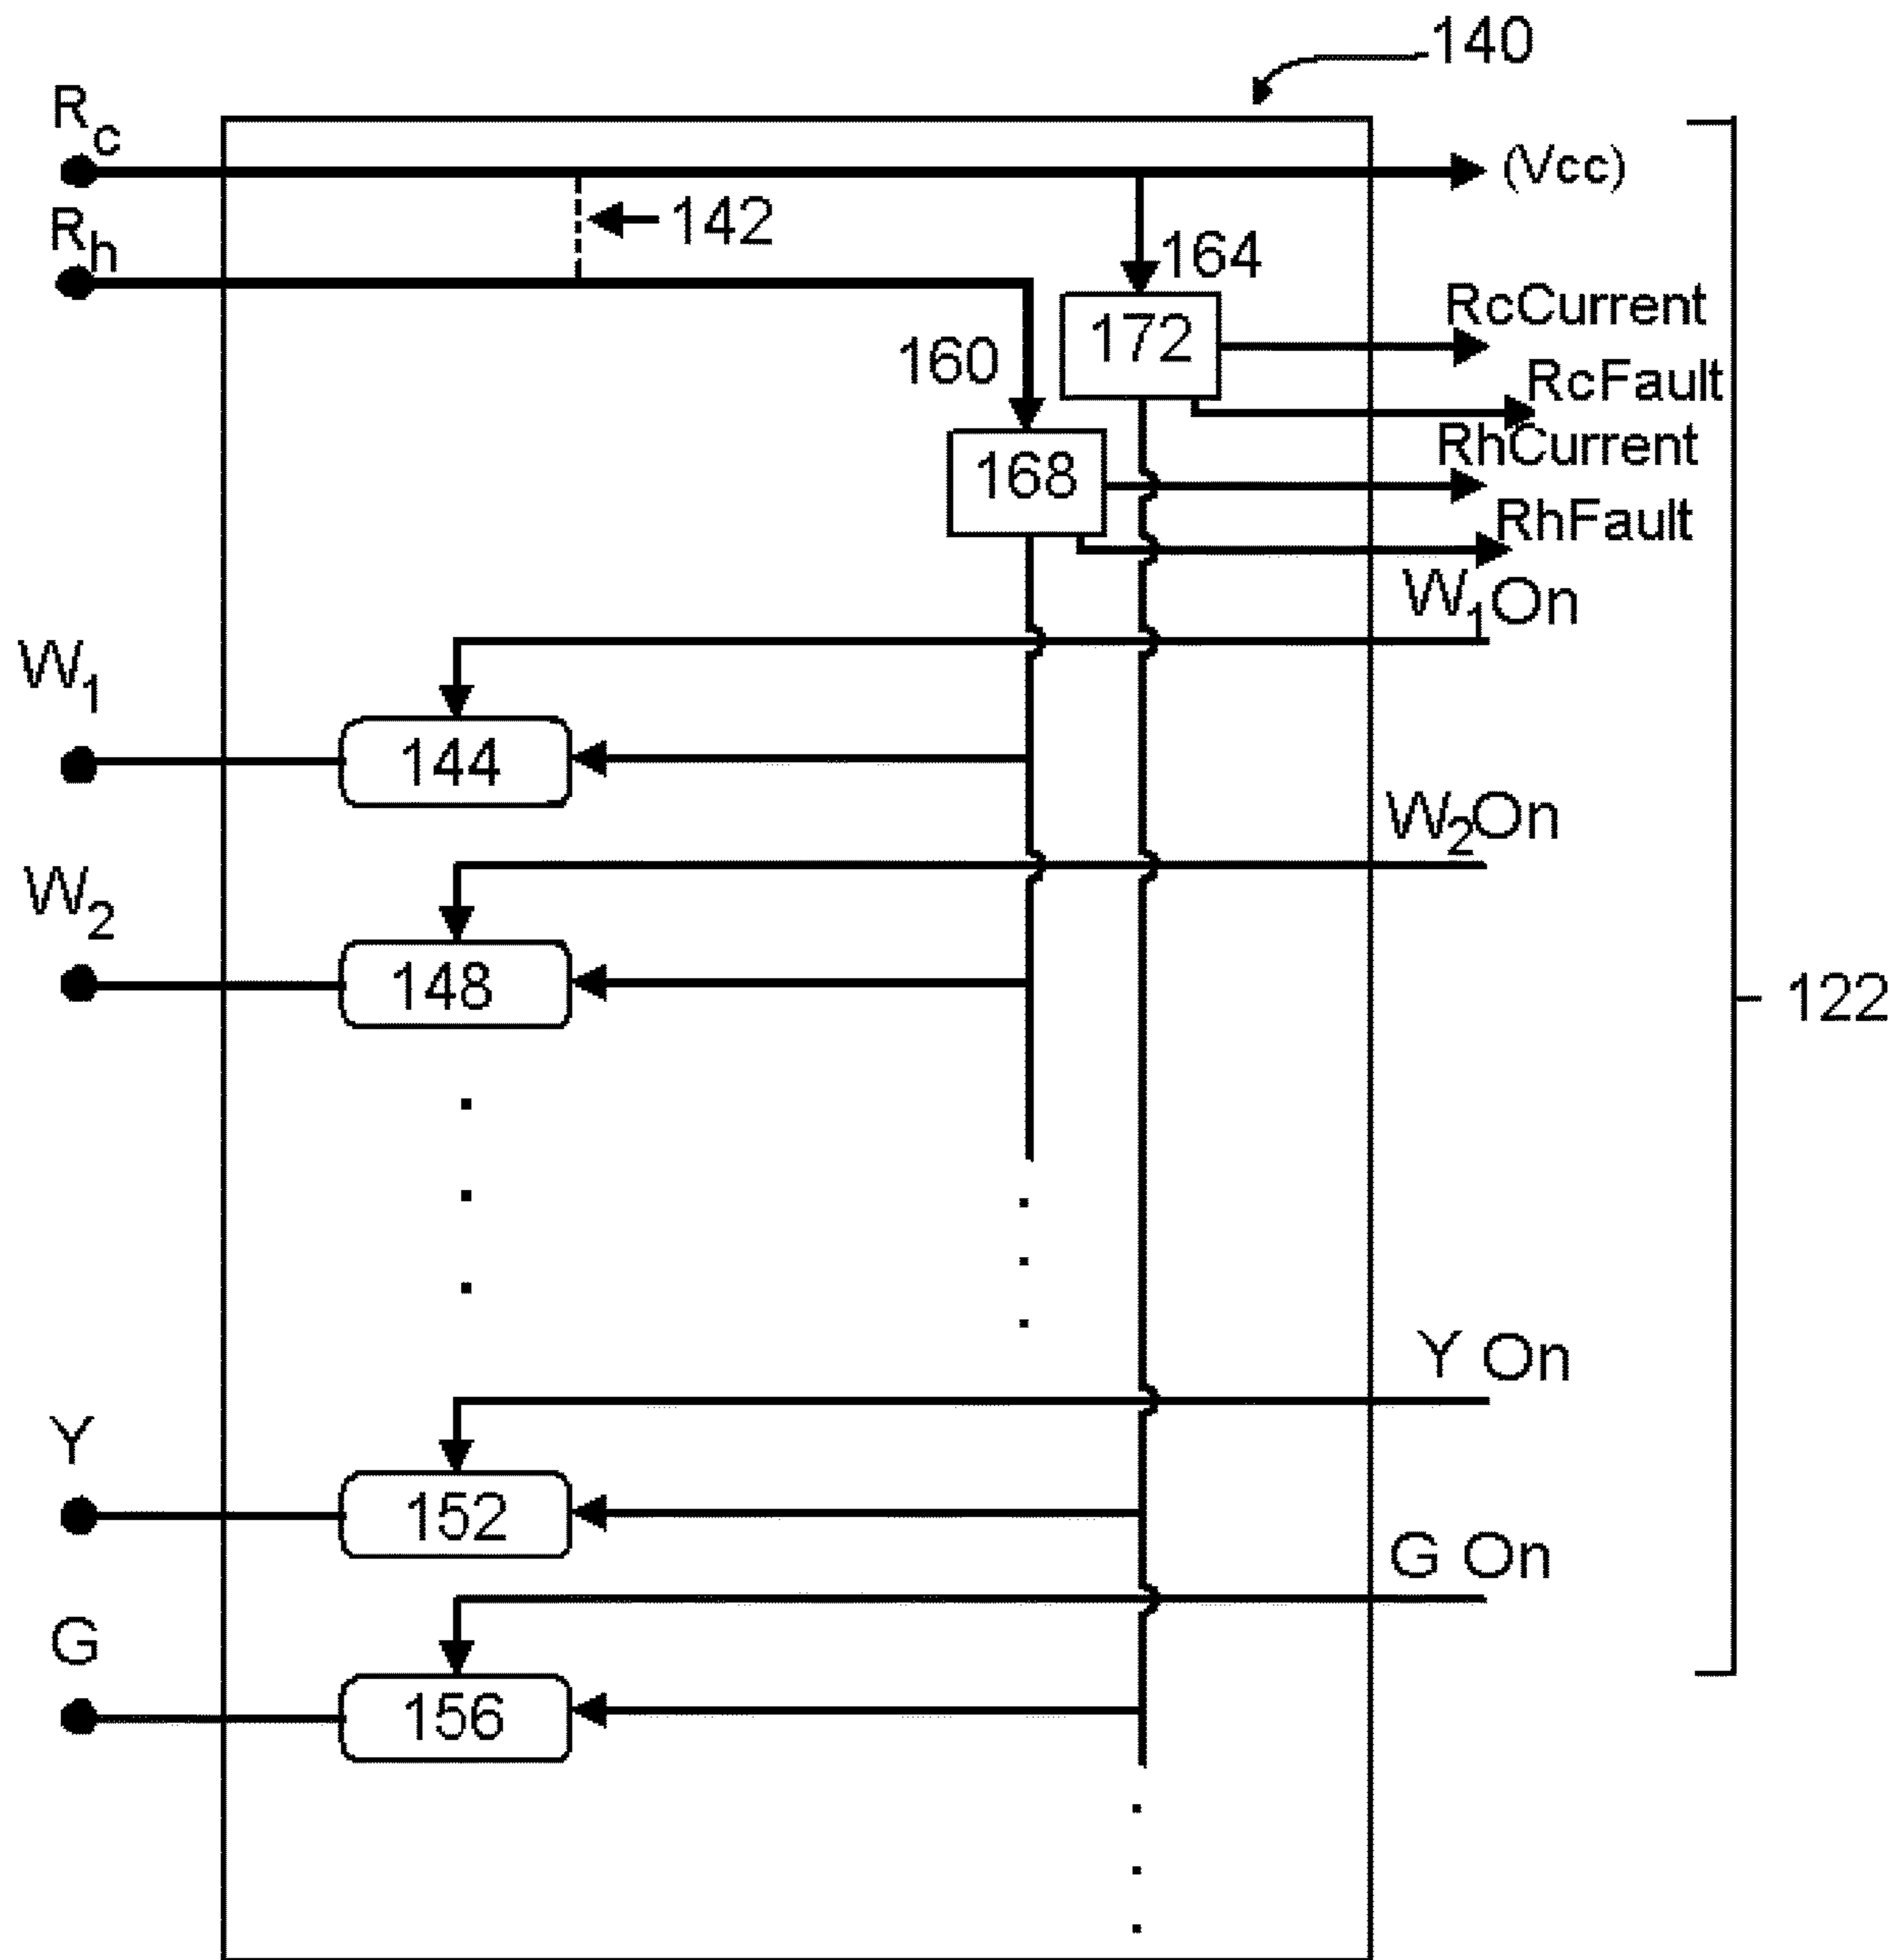 140
Rc
(Vcc)
142
Rh
164
RcCurrent
172
160
RcFault
RhCurrent
168
RhFault
W1On
W1
144
W2On
W2
148
122
Y On
Y
152
G On
G
156